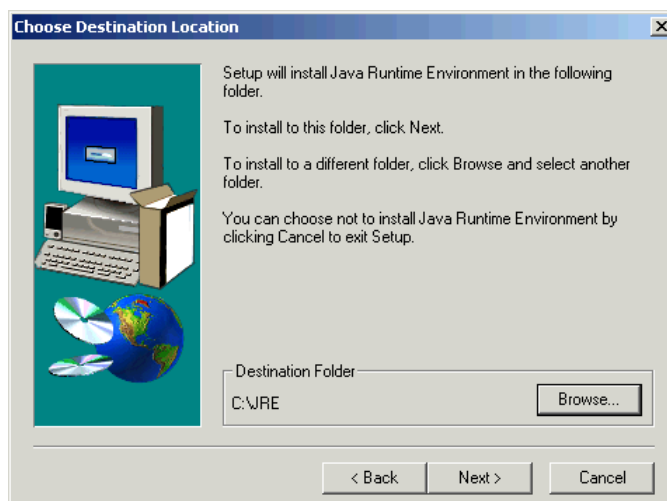 Choose Destination Location
Setup will install Java Runtime Environment in the following
folder.
To install to this folder, click Next.
To install to a different folder, click Browse and select another
folder.
You can choose not to install Java Runtime Environment by
clicking Cancel to exit Setup.
Destination Folder
C:\JRE
Browse...
< Back
Next >
Cancel